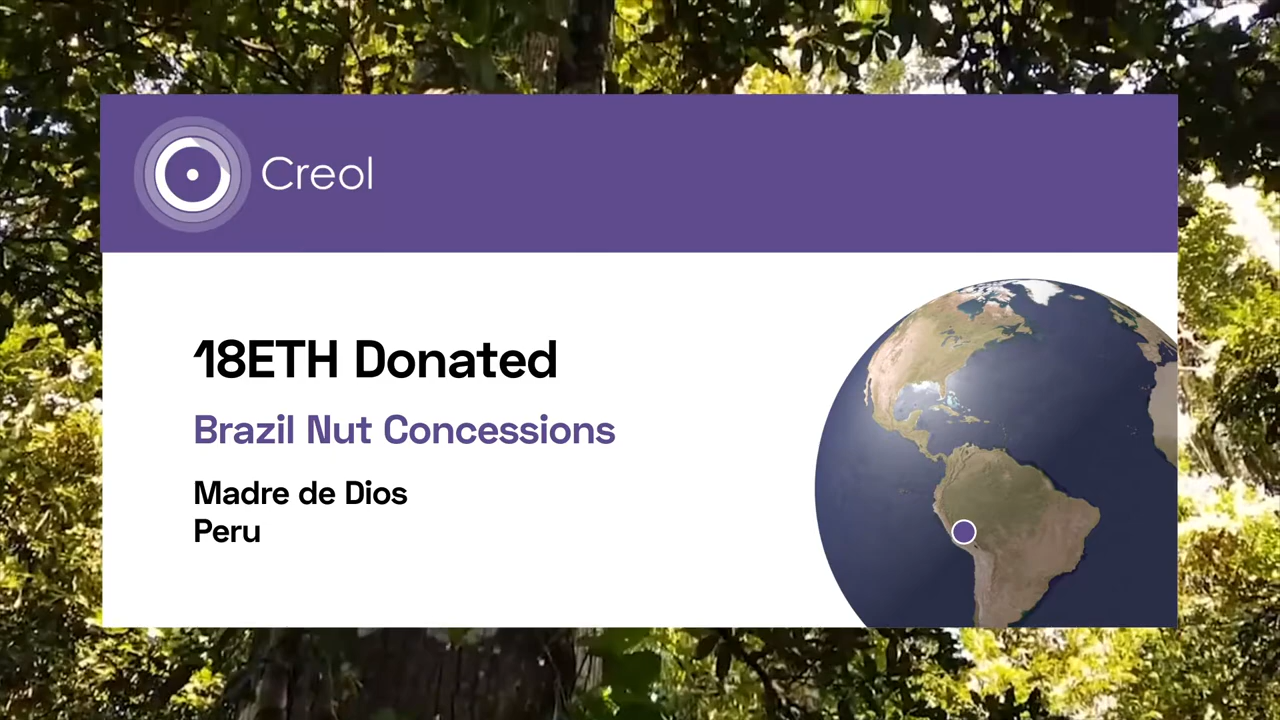 Creol
18ETH Donated
Brazil Nut Concessions
Madre de Dios
Peru